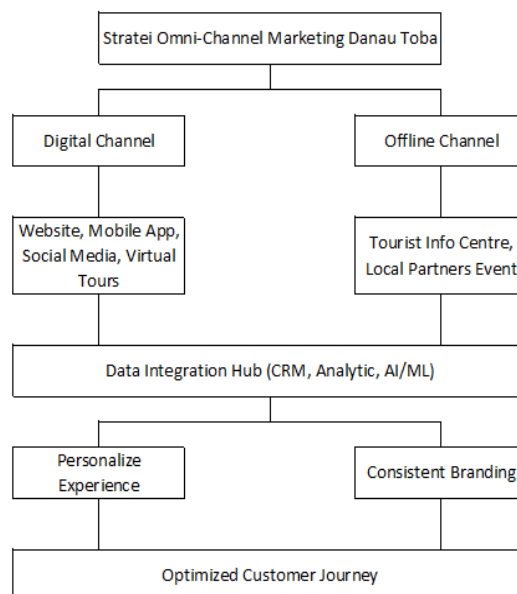 Stratei Omni-Channel Marketing Danau Toba
Digital Channel
Offline Channel
Website, Mobile App,
Social Media, Virtual
Tours
Tourist Info Centre,
Local Partners Event
Data Integration Hub (CRM, Analytic, AI/ML)
Personalize
Experience
Consistent Branding
Optimized Customer Journey